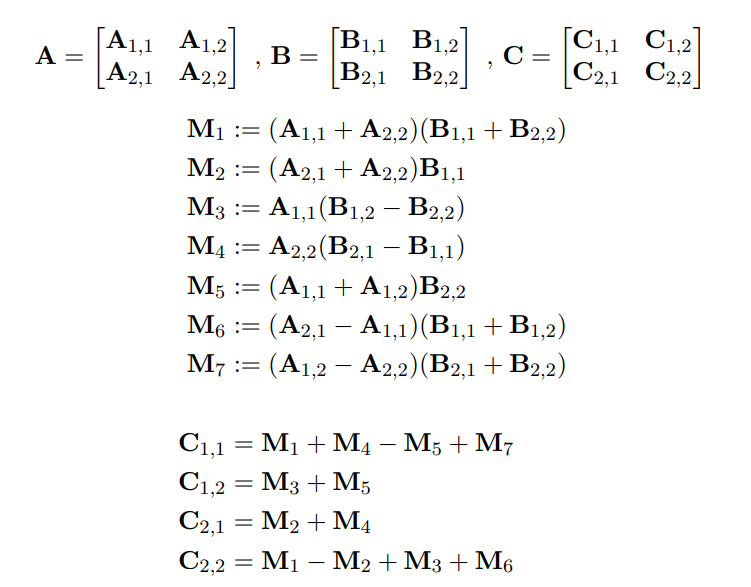 A = [A₁,₁ A₁,₂; A₂,₁ A₂,₂] , B = [B₁,₁ B₁,₂; B₂,₁ B₂,₂] , C = [C₁,₁ C₁,₂; C₂,₁ C₂,₂]
M₁ := (A₁,₁ + A₂,₂)(B₁,₁ + B₂,₂)
M₂ := (A₂,₁ + A₂,₂)B₁,₁
M₃ := A₁,₁(B₁,₂ − B₂,₂)
M₄ := A₂,₂(B₂,₁ − B₁,₁)
M₅ := (A₁,₁ + A₁,₂)B₂,₂
M₆ := (A₂,₁ − A₁,₁)(B₁,₁ + B₁,₂)
M₇ := (A₁,₂ − A₂,₂)(B₂,₁ + B₂,₂)
C₁,₁ = M₁ + M₄ − M₅ + M₇
C₁,₂ = M₃ + M₅
C₂,₁ = M₂ + M₄
C₂,₂ = M₁ − M₂ + M₃ + M₆